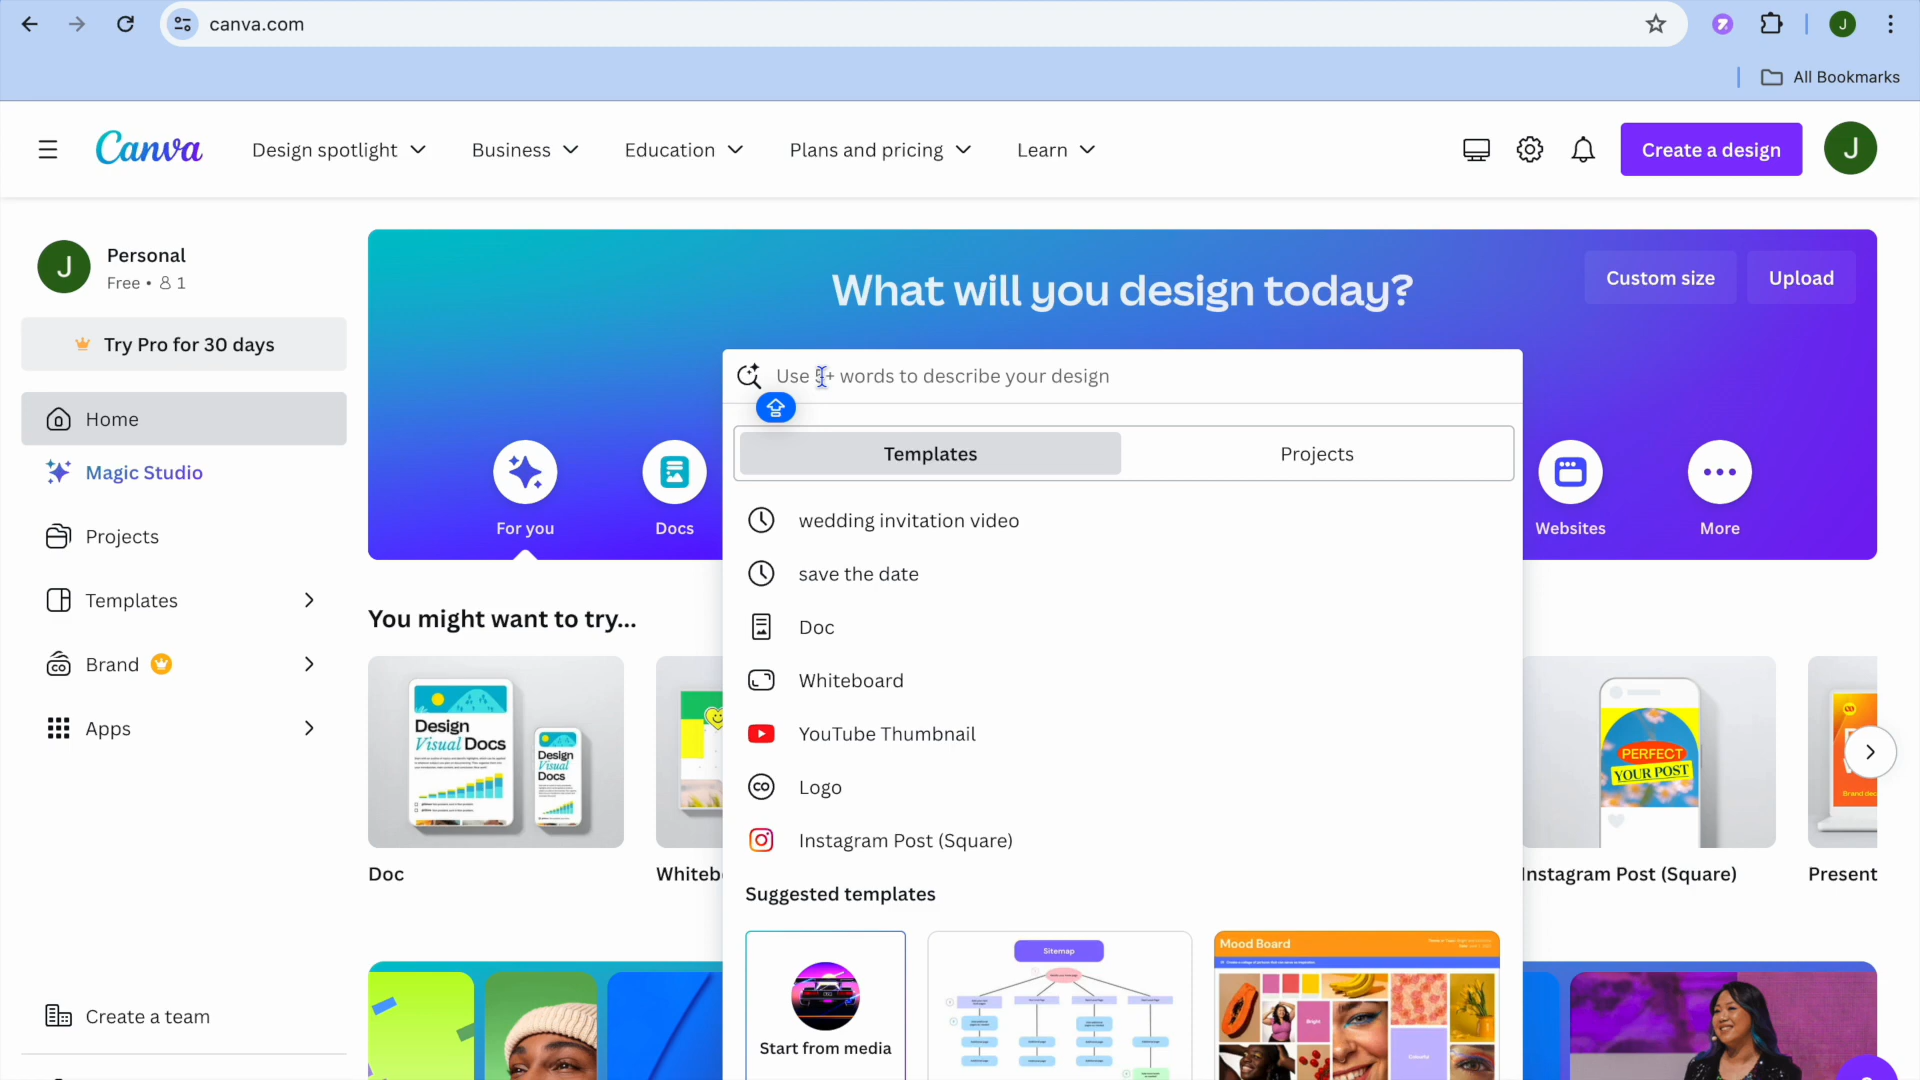 canva.com
J
All Bookmarks
Canva
Design spotlight
Business
Education
Plans and pricing
Learn
Create a design
J
J
Personal
Free • 1
Try Pro for 30 days
Home
Magic Studio
Projects
Templates
Brand
Apps
Create a team
What will you design today?
Custom size
Upload
Use 5+ words to describe your design
Templates
Projects
wedding invitation video
save the date
Doc
Whiteboard
YouTube Thumbnail
Logo
Instagram Post (Square)
Suggested templates
Start from media
Sitemap
Mood Board
Bright
For you
Docs
Websites
More
You might want to try...
Design
Visual Docs
Design
Visual
Docs
PERFECT
YOUR POST
Doc
Whiteb
Instagram Post (Square)
Present